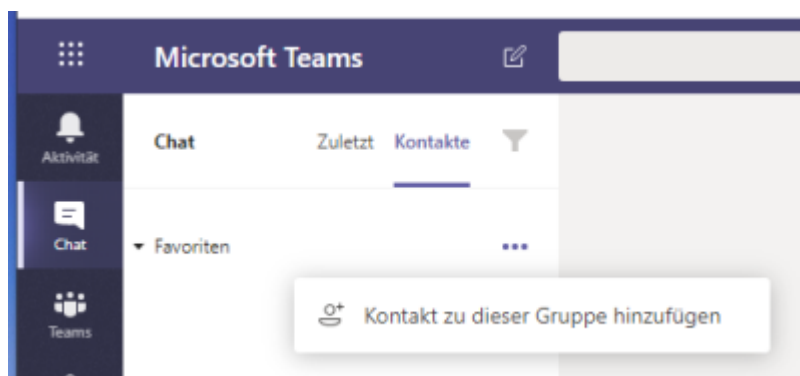 Microsoft Teams
Aktivität
Chat Zuletzt Kontakte
Chat
Favoriten
Kontakt zu dieser Gruppe hinzufügen
Teams